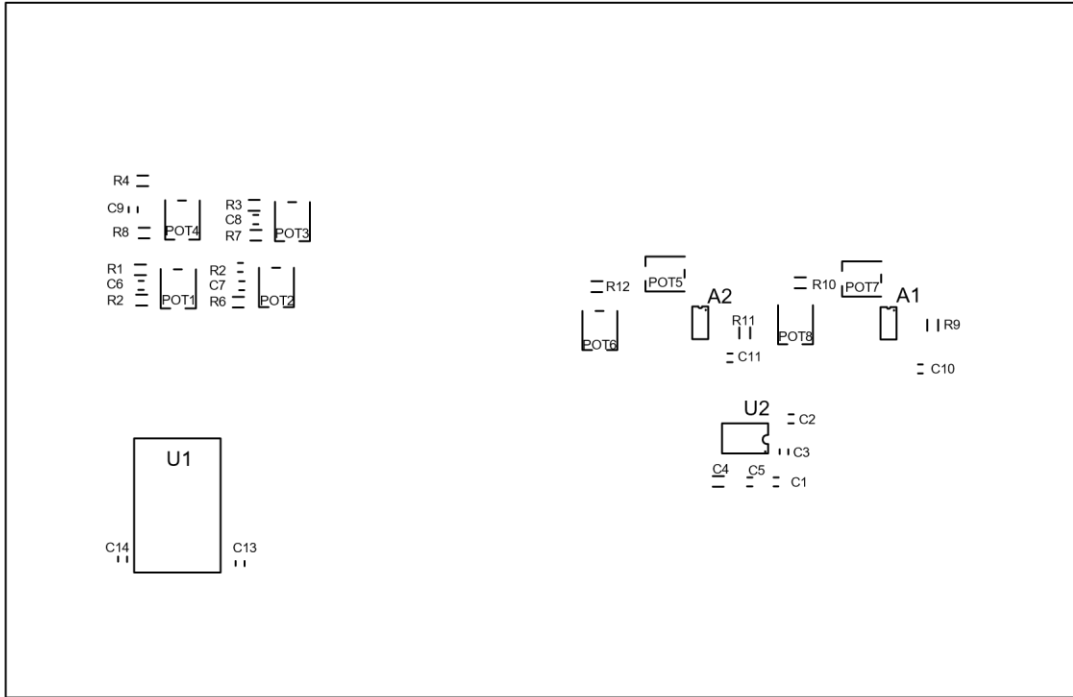 R4
C9
R8
POT4
R3
C8
R7
POT3
R1
C6
R2
POT1
R2
C7
R6
POT2
R12
POT5
A2
R11
C11
POT6
R10
POT7
A1
R9
POT8
C10
U2
C2
C3
C4
C5
C1
U1
C14
C13